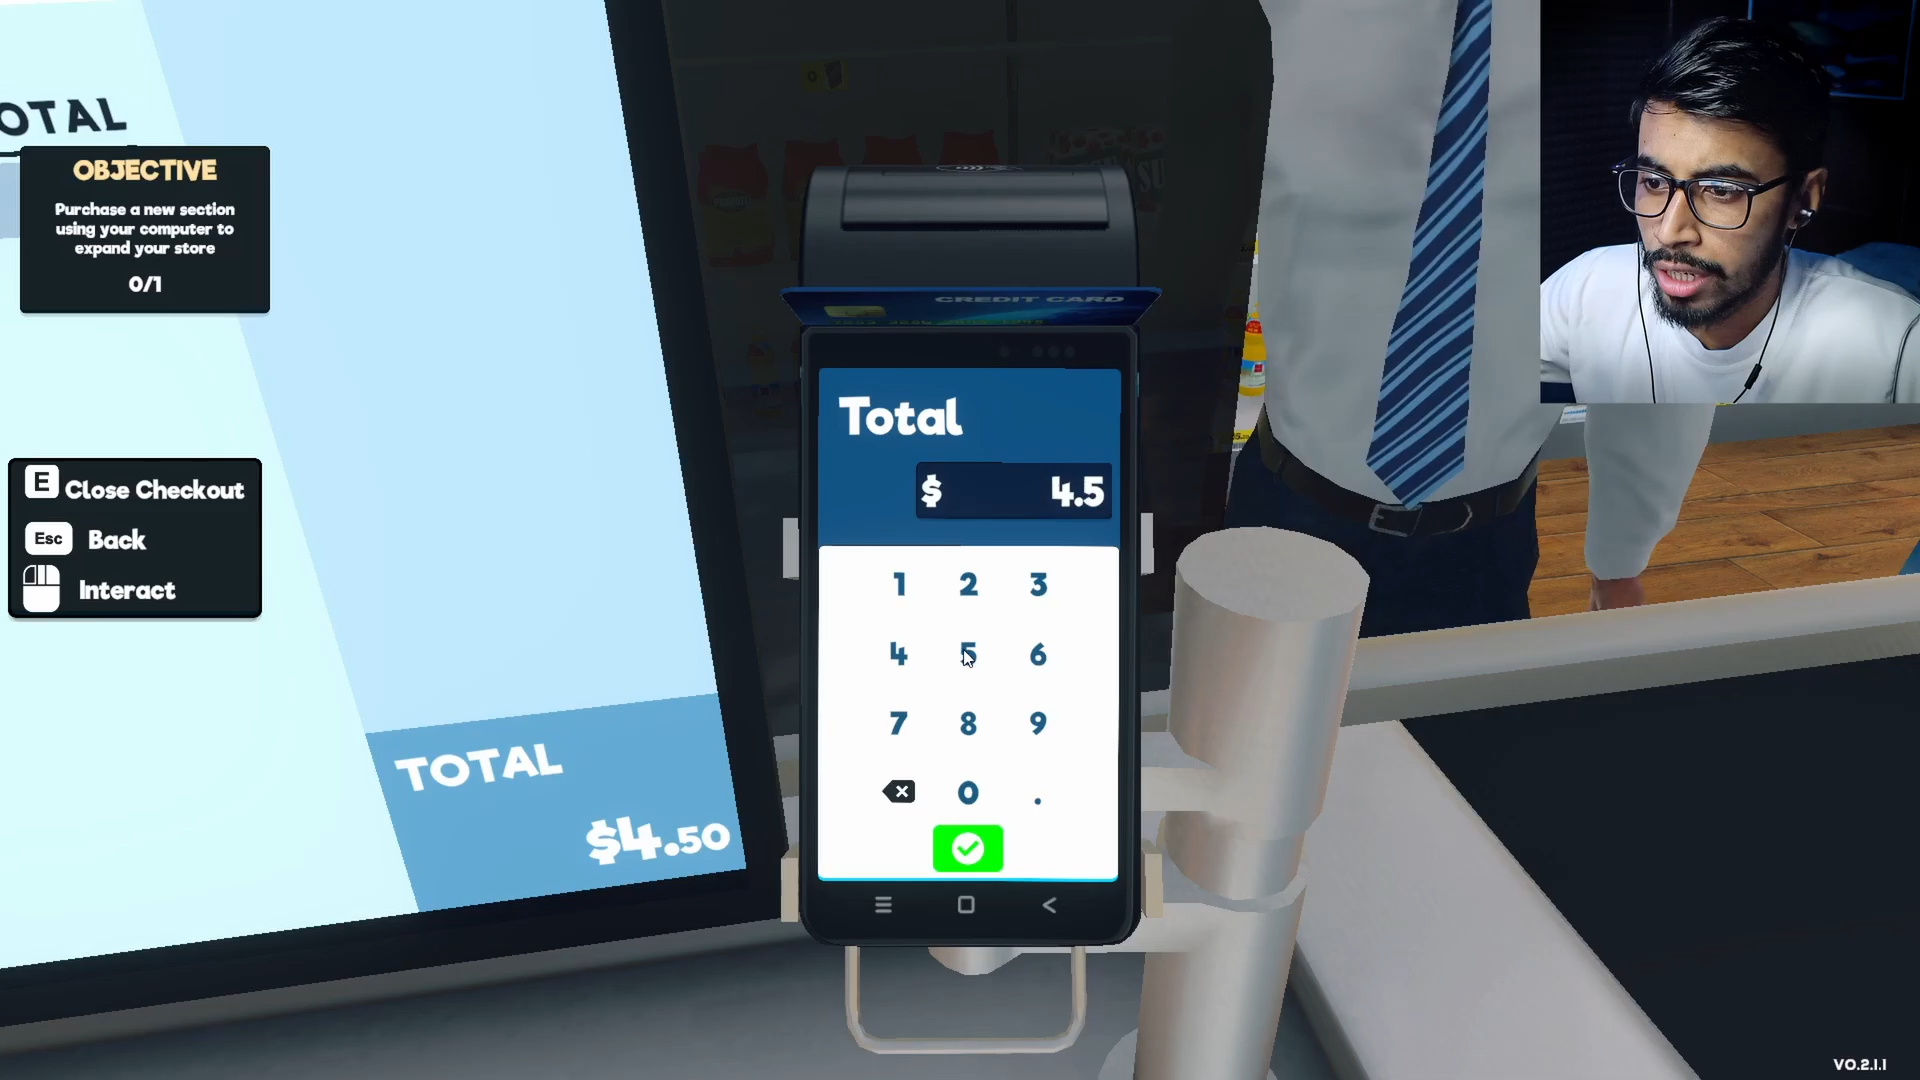 OTAL
OBJECTIVE
Purchase a new section
using your computer to
expand your store
0/1
E Close Checkout
Esc Back
Interact
TOTAL
$4.50
CREDIT CARD
Total
$ 4.5
1 2 3
4 5 6
7 8 9
0 .
V0.2.1.1